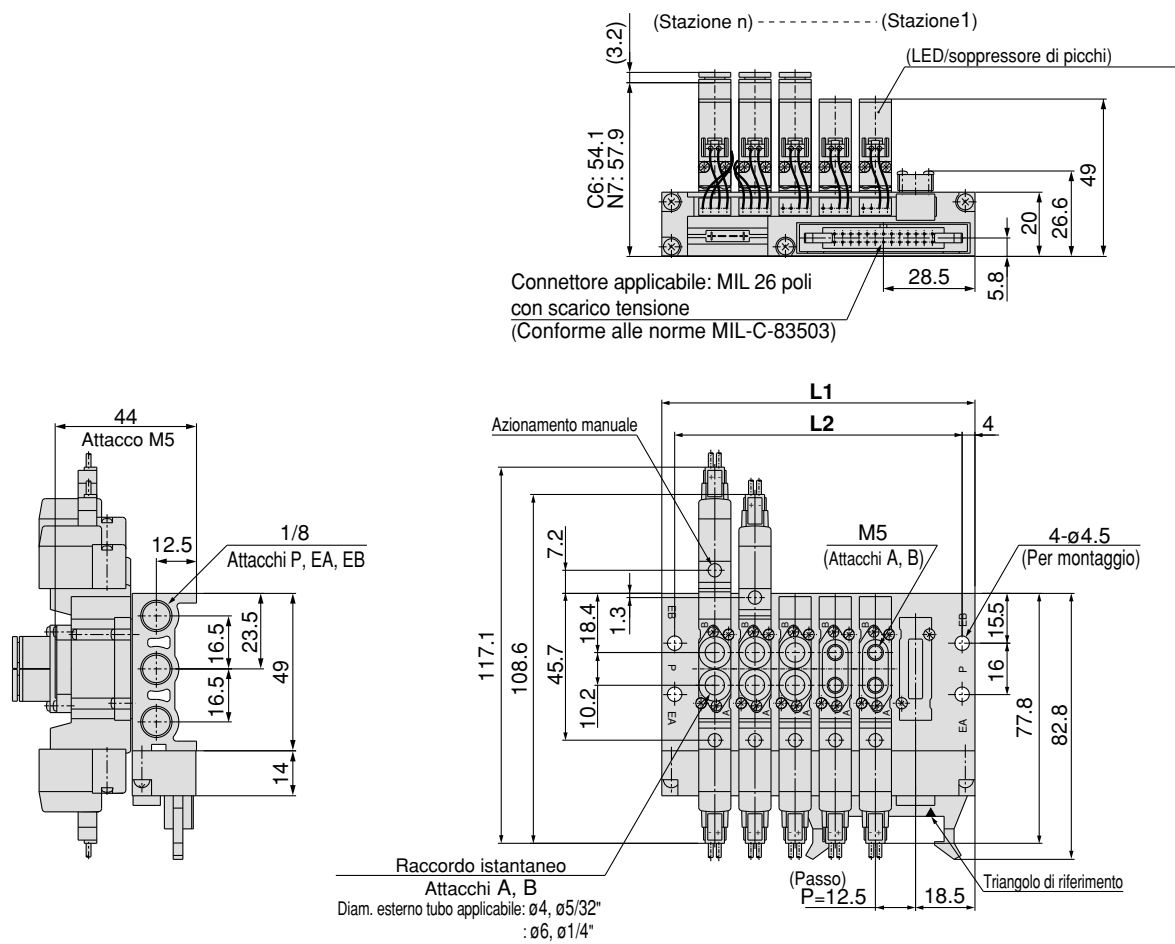 (Stazione n) (Stazione1)
(LED/soppressore di picchi)
(3.2)
C6: 54.1
N7: 57.9
49
26.6
20
5.8
28.5
Connettore applicabile: MIL 26 poli
con scarico tensione
(Conforme alle norme MIL-C-83503)
44
Attacco M5
12.5
1/8
Attacchi P, EA, EB
16.5
16.5
23.5
49
14
L1
L2
4
Azionamento manuale
M5
(Attacchi A, B)
4-ø4.5
(Per montaggio)
117.1
108.6
7.2
1.3
18.4
45.7
10.2
15.5
16
77.8
82.8
EB
P
EA
B
B
B
B
B
A
A
A
A
A
EB
P
EA
Raccordo istantaneo
Attacchi A, B
Diam. esterno tubo applicabile: ø4, ø5/32"
: ø6, ø1/4"
(Passo)
P=12.5
18.5
Triangolo di riferimento